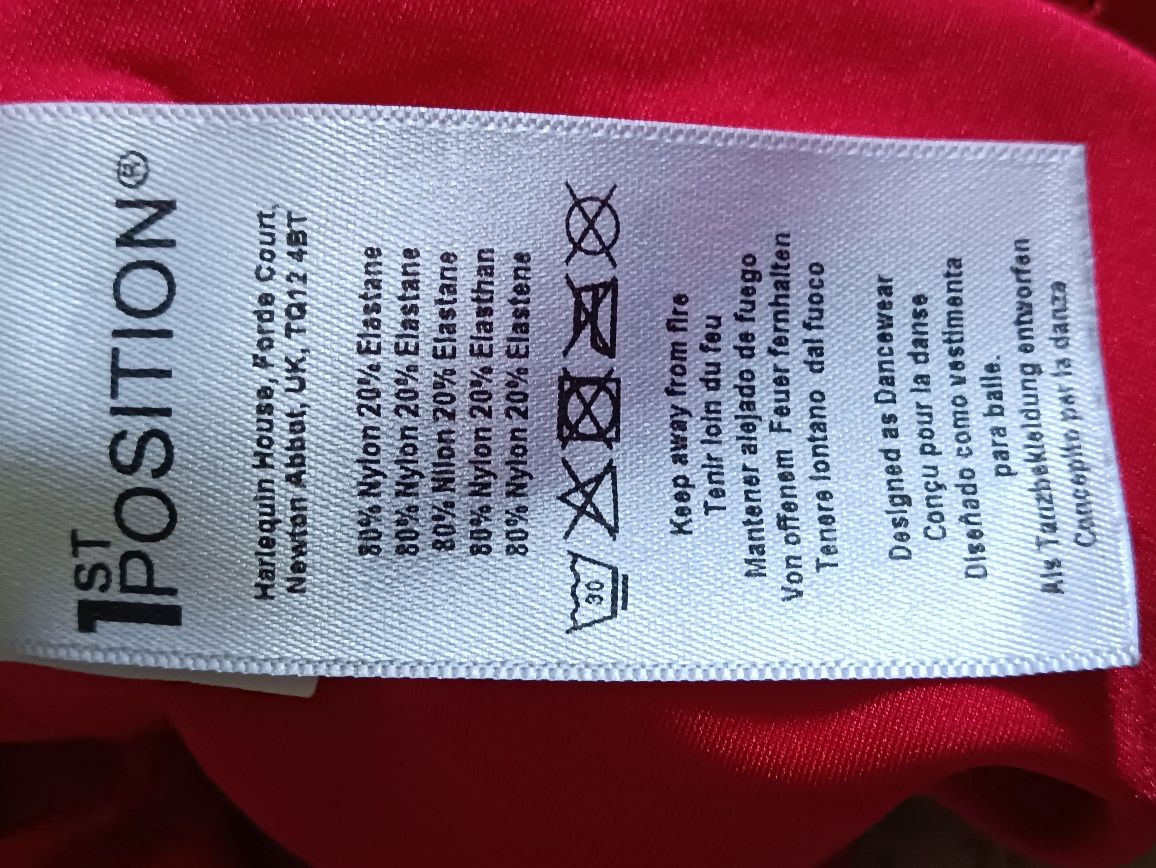 1ST
POSITION®
Harlequin House, Forde Court,
Newton Abbot, UK, TQ12 4BT
80% Nylon 20% Elastane
80% Nylon 20% Elastane
80% Nilon 20% Elastane
80% Nylon 20% Elasthan
80% Nylon 20% Elastene
30
Keep away from fire
Tenir loin du feu
Mantener alejado de fuego
Von offenem Feuer fernhalten
Tenere lontano dal fuoco
Designed as Dancewear
Conçu pour la danse
Diseñado como vestimenta
para baile.
Als Tanzbekleidung entworfen
Concepito per la danza